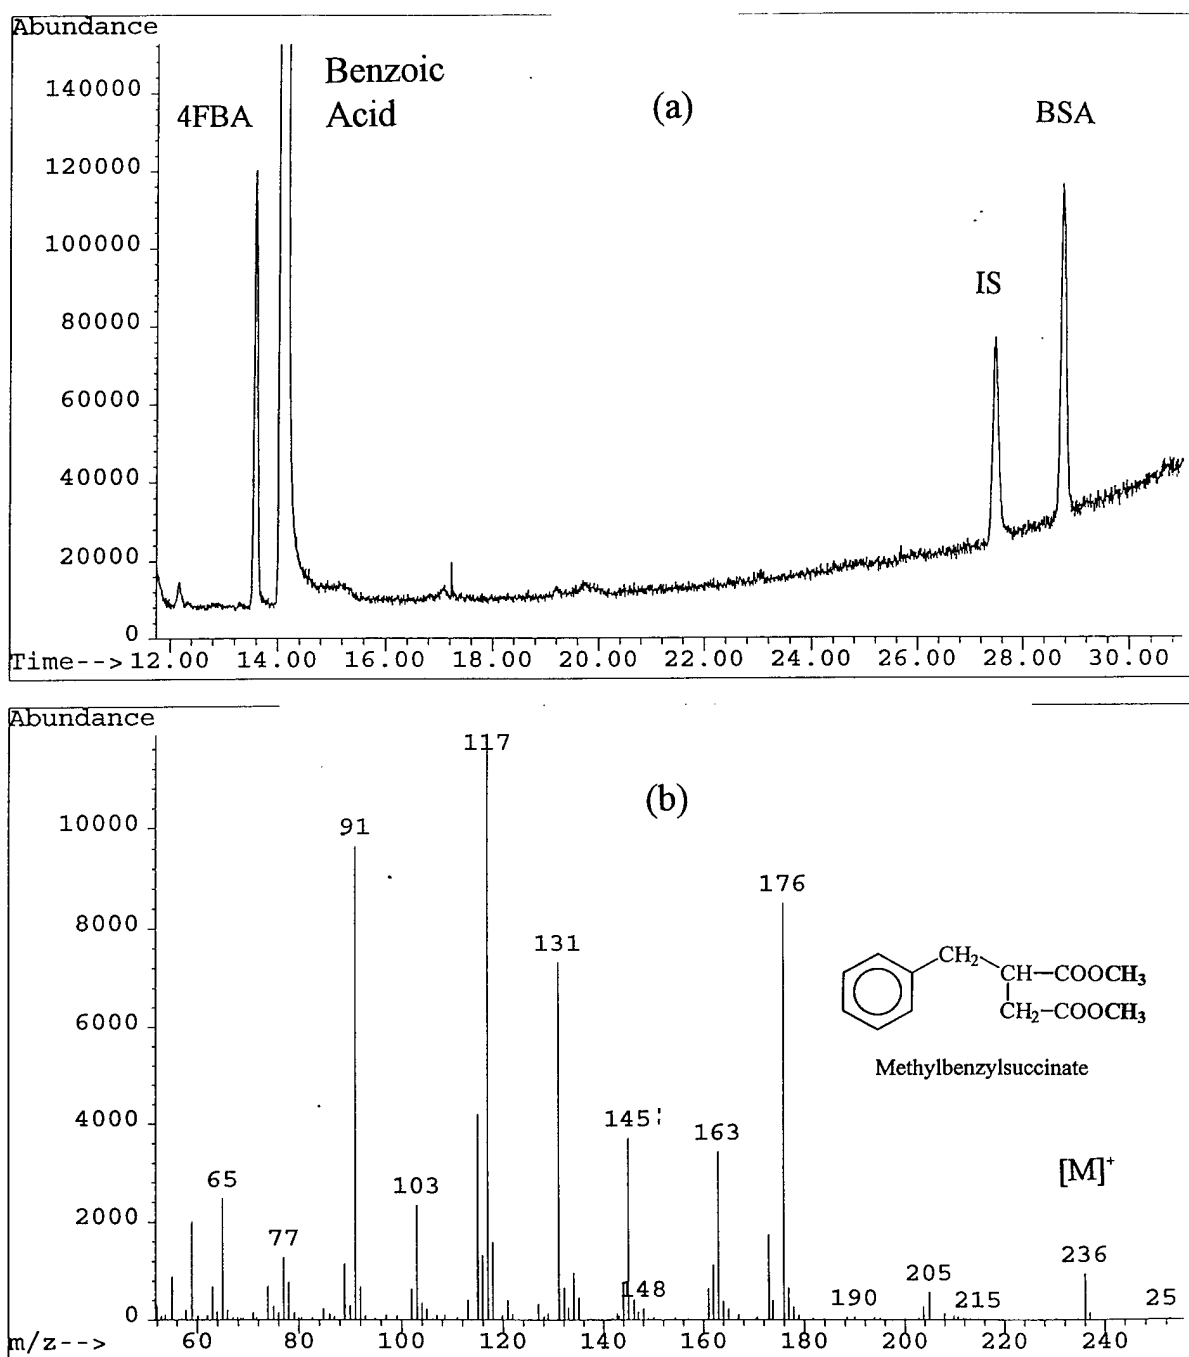 Abundance
140000
120000
100000
80000
60000
40000
20000
0
4FBA
Benzoic
Acid
(a)
BSA
IS
Time--> 12.00 14.00 16.00 18.00 20.00 22.00 24.00 26.00 28.00 30.00
Abundance
10000
8000
6000
4000
2000
0
117
(b)
91
176
131
CH2
CH-COOCH3
CH2-COOCH3
Methylbenzylsuccinate
145
163
[M]+
65
103
77
236
148
190
205
215
25
m/z--> 60 80 100 120 140 160 180 200 220 240